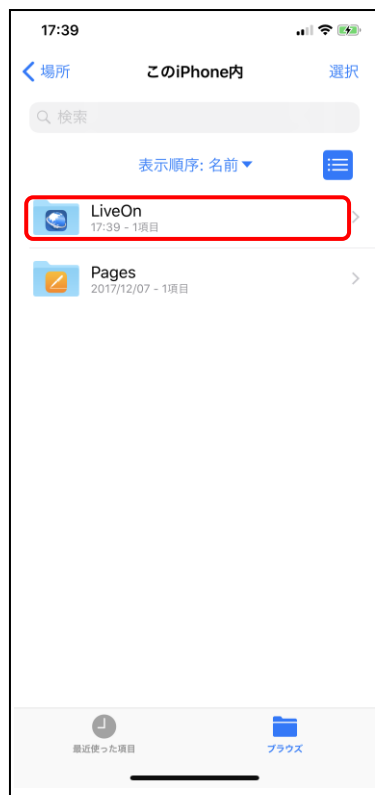 17:39
場所 このiPhone内 選択
検索
表示順序: 名前
LiveOn
17:39 - 1項目
Pages
2017/12/07 - 1項目
最近使った項目 ブラウズ